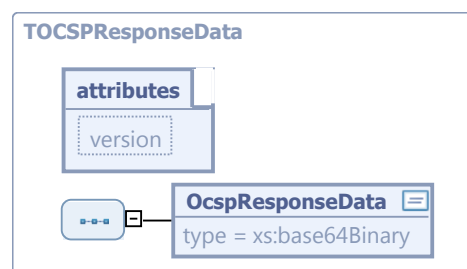 TOCSPResponseData
attributes
version
OcspResponseData
type = xs:base64Binary